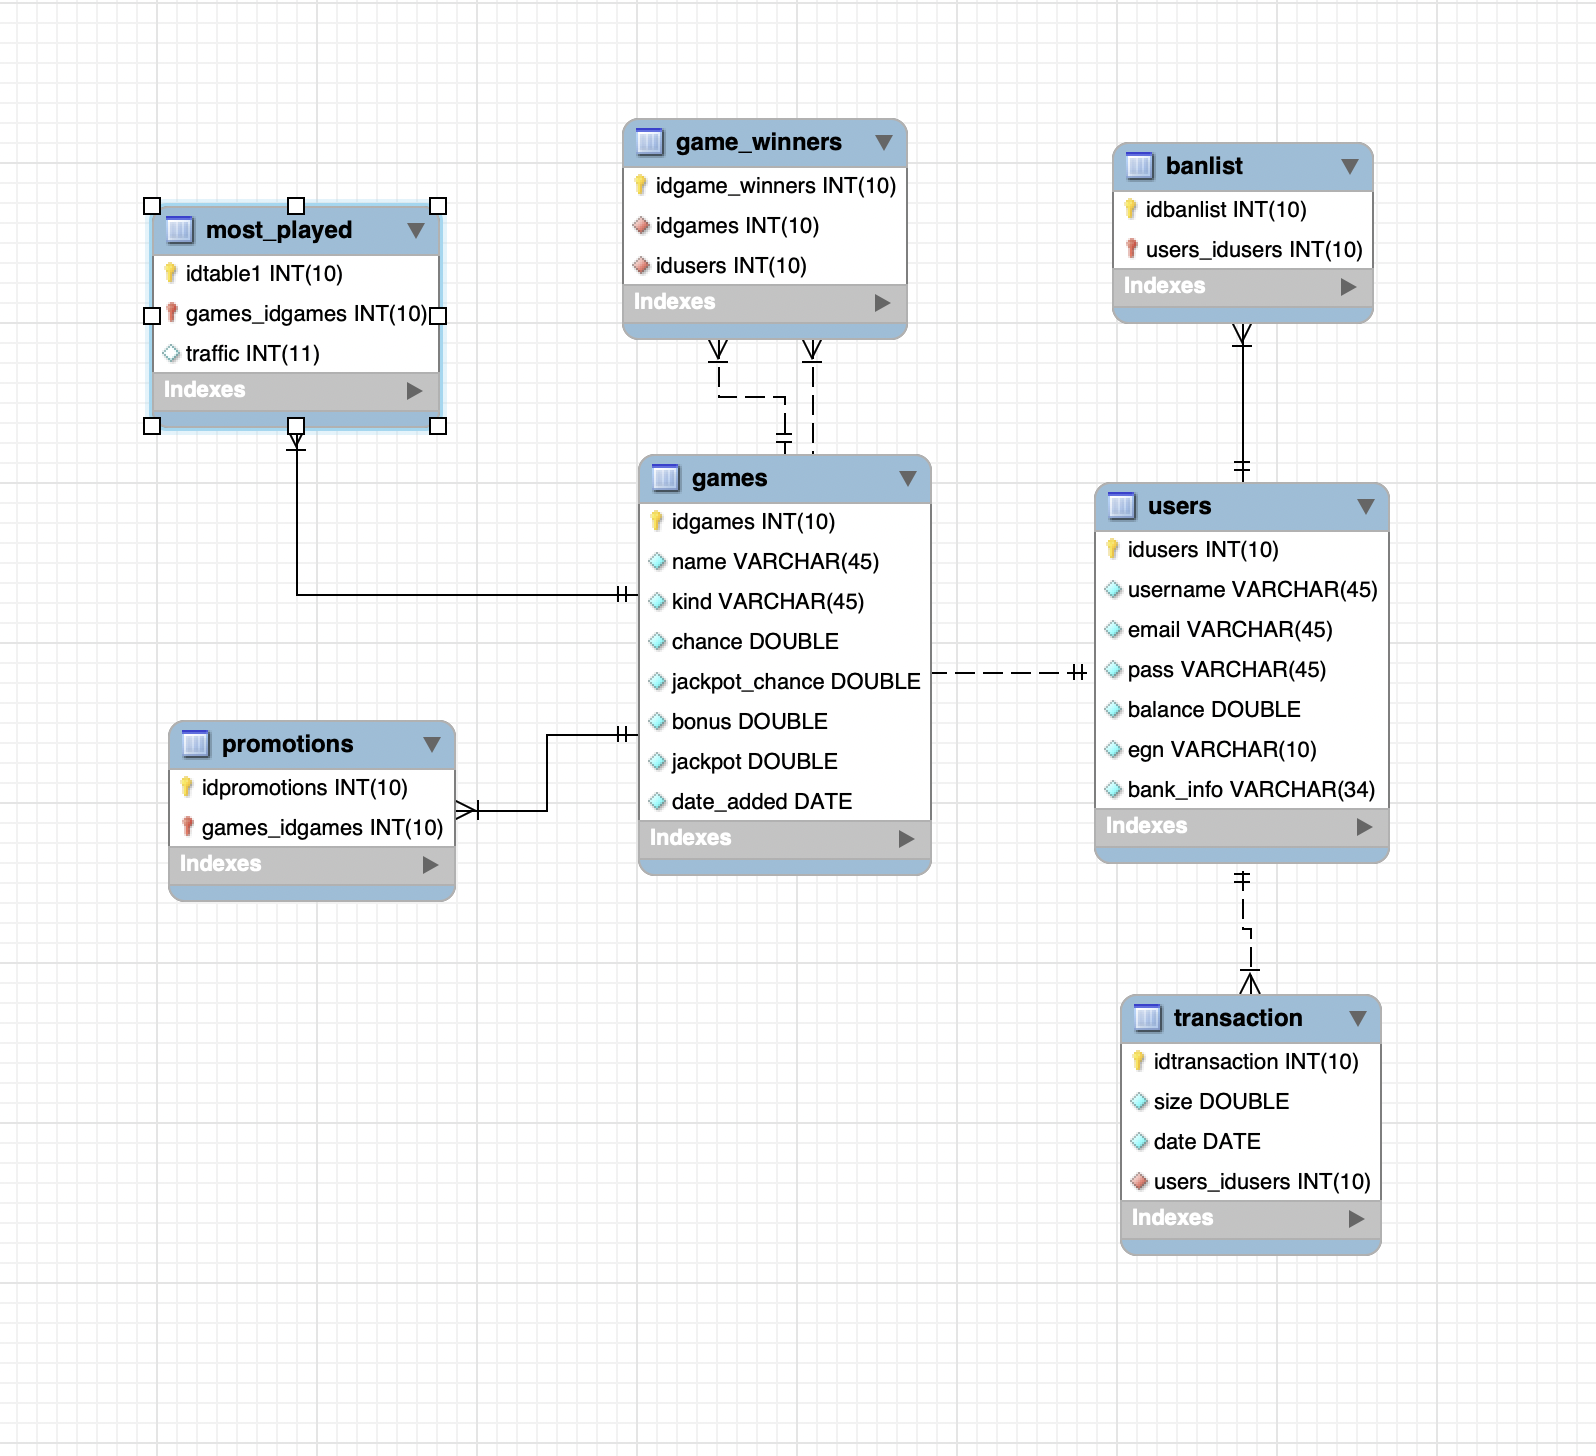 game_winners
idgame_winners INT(10)
idgames INT(10)
idusers INT(10)
Indexes
banlist
idbanlist INT(10)
users_idusers INT(10)
Indexes
most_played
idtable1 INT(10)
games_idgames INT(10)
traffic INT(11)
Indexes
games
idgames INT(10)
name VARCHAR(45)
kind VARCHAR(45)
chance DOUBLE
jackpot_chance DOUBLE
bonus DOUBLE
jackpot DOUBLE
date_added DATE
Indexes
users
idusers INT(10)
username VARCHAR(45)
email VARCHAR(45)
pass VARCHAR(45)
balance DOUBLE
egn VARCHAR(10)
bank_info VARCHAR(34)
Indexes
promotions
idpromotions INT(10)
games_idgames INT(10)
Indexes
transaction
idtransaction INT(10)
size DOUBLE
date DATE
users_idusers INT(10)
Indexes